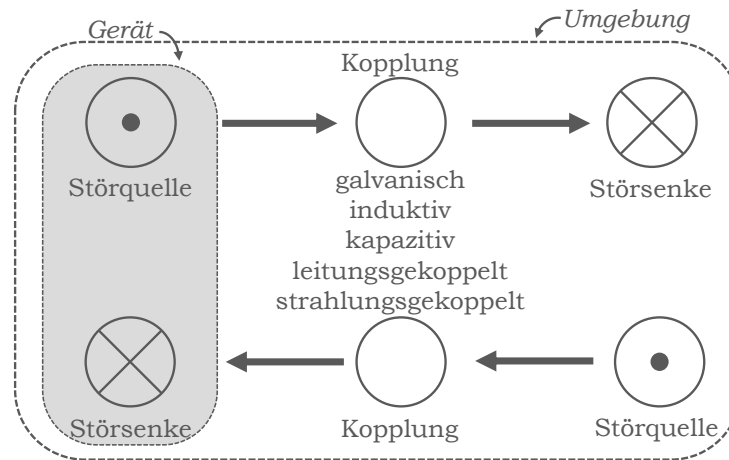 Gerät
Umgebung
Kopplung
Störquelle
galvanisch
Störsenke
induktiv
kapazitiv
leitungsgekoppelt
strahlungsgekoppelt
Störsenke
Kopplung
Störquelle